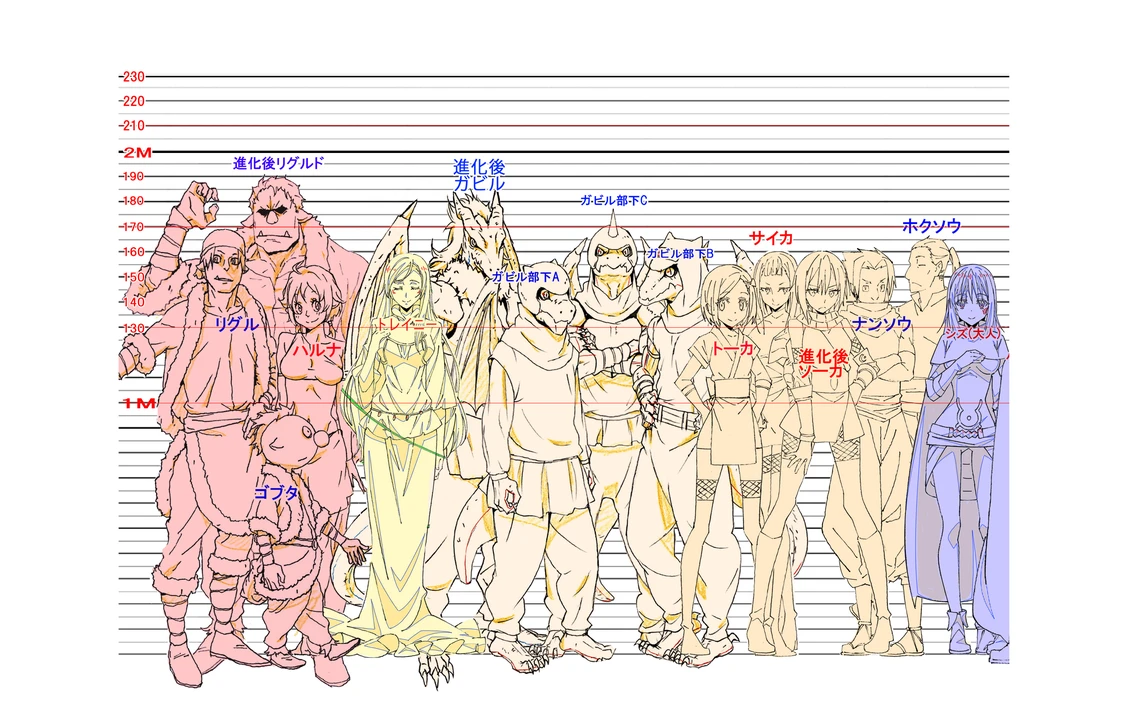 230
220
210
2M
進化後リグルド
進化後
ガビル
190
180
ガビル部下C
170
ホクソウ
サイカ
160
ガビル部下B
150
ガビル部下A
140
130
リグル
トレイニー
ナンソウ
シズ(大人)
ハルナ
トーカ
進化後
ソーカ
1M
ゴブタ